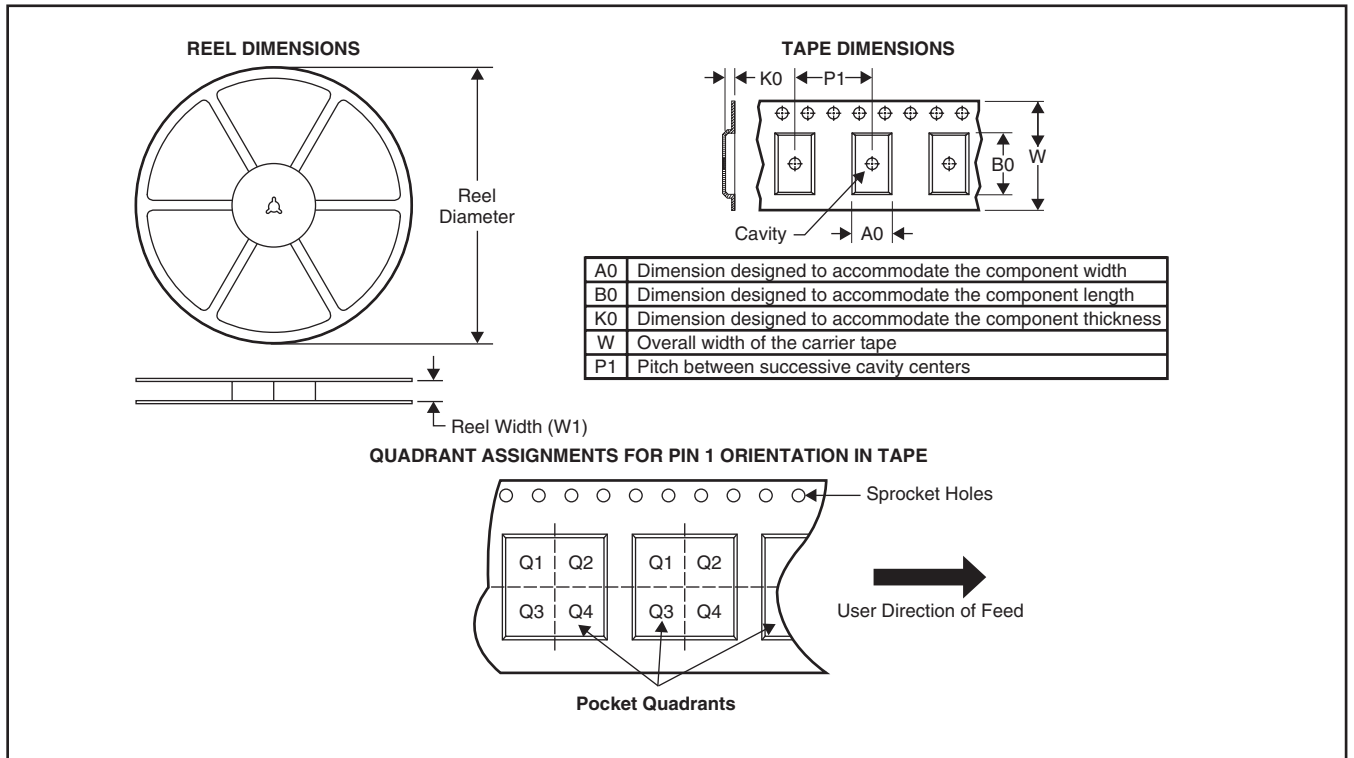 REEL DIMENSIONS
Reel
Diameter
Reel Width (W1)
TAPE DIMENSIONS
K0 P1
B0 W
Cavity A0
A0 Dimension designed to accommodate the component width
B0 Dimension designed to accommodate the component length
K0 Dimension designed to accommodate the component thickness
W Overall width of the carrier tape
P1 Pitch between successive cavity centers
QUADRANT ASSIGNMENTS FOR PIN 1 ORIENTATION IN TAPE
Sprocket Holes
Q1 Q2 Q1 Q2
Q3 Q4 Q3 Q4
User Direction of Feed
Pocket Quadrants